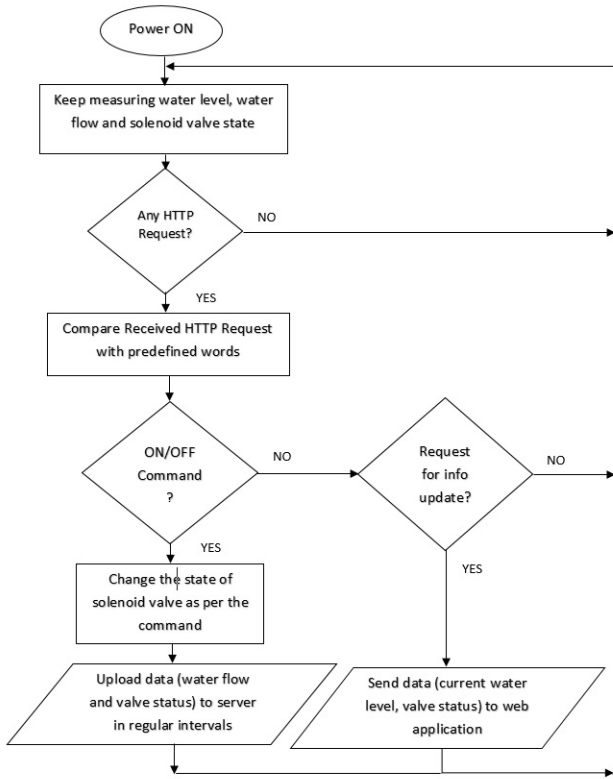 Power ON
Keep measuring water level, water
flow and solenoid valve state
Any HTTP
Request?
NO
YES
Compare Received HTTP Request
with predefined words
ON/OFF
Command
?
NO
Request
for info
update?
NO
YES
YES
Change the state of
solenoid valve as per the
command
Upload data (water flow
and valve status) to server
in regular intervals
Send data (current water
level, valve status) to web
application